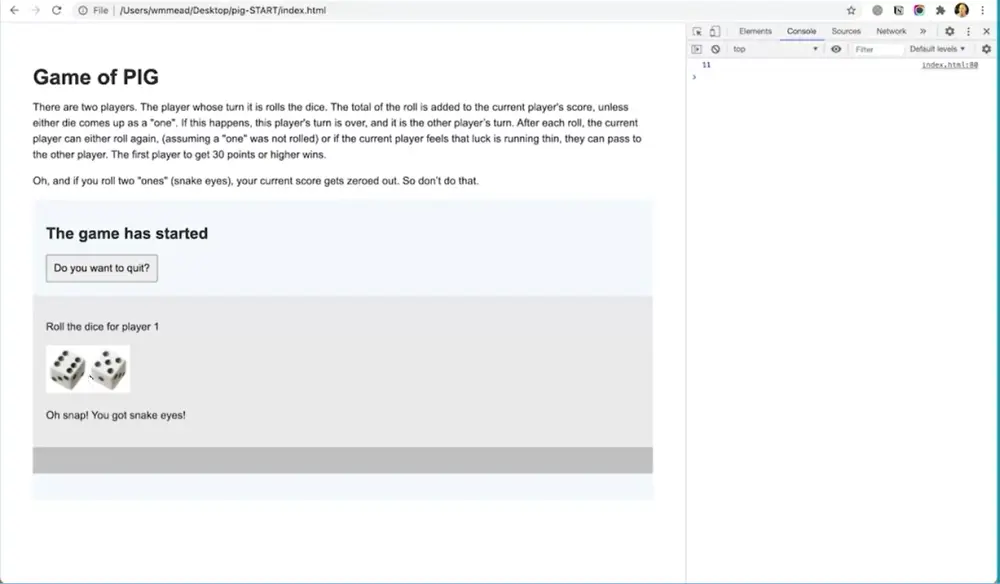 File /Users/wmmead/Desktop/pig-START/index.html
Elements Console Sources Network »
top Filter Default levels ▾
11 index.html:80
Game of PIG
There are two players. The player whose turn it is rolls the dice. The total of the roll is added to the current player's score, unless
either die comes up as a "one". If this happens, this player's turn is over, and it is the other player's turn. After each roll, the current
player can either roll again, (assuming a "one" was not rolled) or if the current player feels that luck is running thin, they can pass to
the other player. The first player to get 30 points or higher wins.
Oh, and if you roll two "ones" (snake eyes), your current score gets zeroed out. So don't do that.
The game has started
Do you want to quit?
Roll the dice for player 1
Oh snap! You got snake eyes!